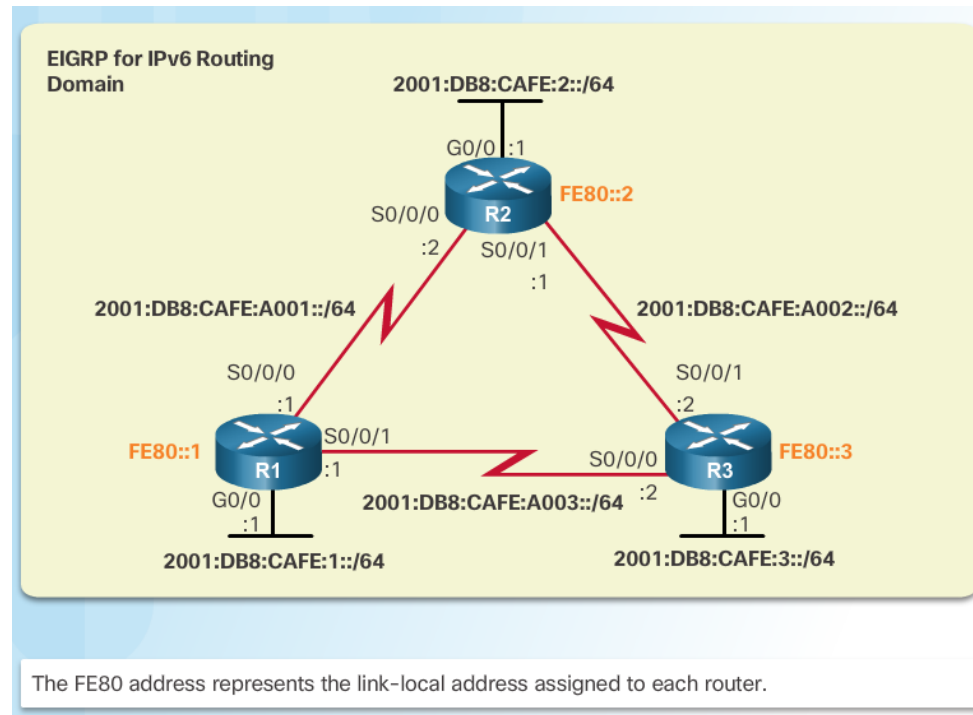 EIGRP for IPv6 Routing
Domain
2001:DB8:CAFE:2::/64
G0/0
:1
R2
FE80::2
S0/0/0
:2
S0/0/1
:1
2001:DB8:CAFE:A001::/64
2001:DB8:CAFE:A002::/64
S0/0/0
:1
S0/0/1
:2
FE80::1
R1
S0/0/1
:1
S0/0/0
:2
R3
FE80::3
G0/0
:1
2001:DB8:CAFE:A003::/64
G0/0
:1
2001:DB8:CAFE:1::/64
2001:DB8:CAFE:3::/64
The FE80 address represents the link-local address assigned to each router.